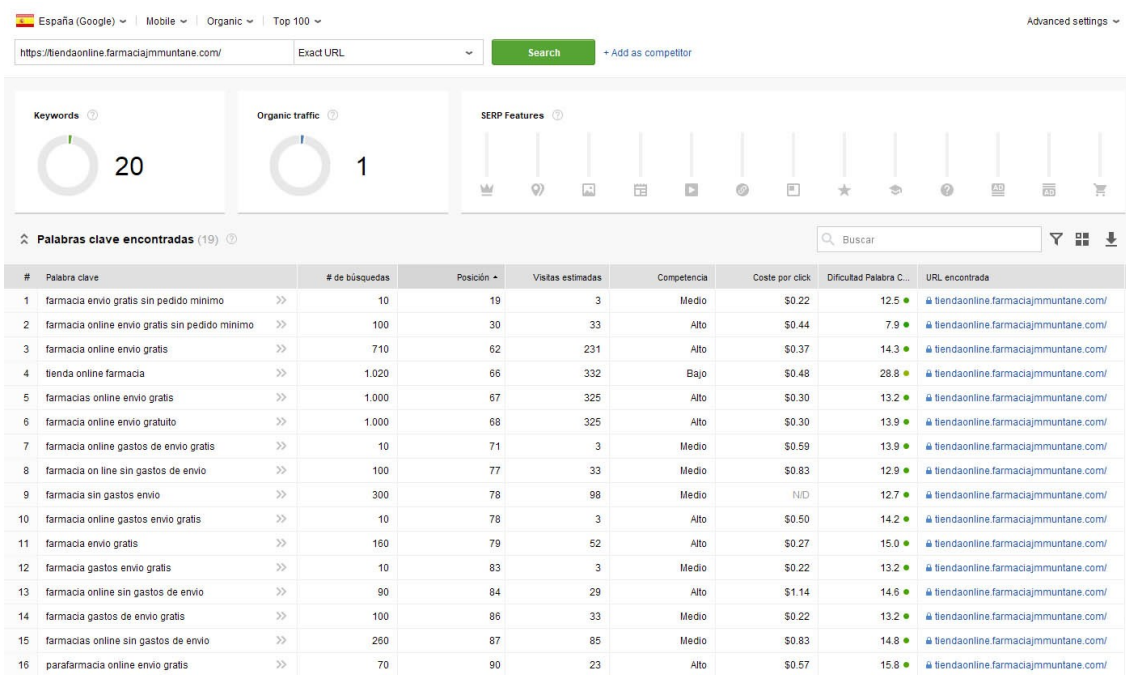 España (Google) Mobile Organic Top 100 Advanced settings
https://tiendaonline.farmaciajmmuntane.com/ Exact URL Search + Add as competitor
Keywords ? Organic traffic ? SERP Features ?
20 1
Palabras clave encontradas (19) ? Buscar
# Palabra clave # de búsquedas Posición Visitas estimadas Competencia Coste por click Dificultad Palabra C... URL encontrada
1 farmacia envio gratis sin pedido minimo 10 19 3 Medio $0.22 12.5 tiendaonline.farmaciajmmuntane.com/
2 farmacia online envio gratis sin pedido minimo 100 30 33 Alto $0.44 7.9 tiendaonline.farmaciajmmuntane.com/
3 farmacia online envio gratis 710 62 231 Alto $0.37 14.3 tiendaonline.farmaciajmmuntane.com/
4 tienda online farmacia 1.020 66 332 Bajo $0.48 28.8 tiendaonline.farmaciajmmuntane.com/
5 farmacias online envio gratis 1.000 67 325 Alto $0.30 13.2 tiendaonline.farmaciajmmuntane.com/
6 farmacia online envio gratuito 1.000 68 325 Alto $0.30 13.9 tiendaonline.farmaciajmmuntane.com/
7 farmacia online gastos de envio gratis 10 71 3 Medio $0.59 13.9 tiendaonline.farmaciajmmuntane.com/
8 farmacia on line sin gastos de envio 100 77 33 Medio $0.83 12.9 tiendaonline.farmaciajmmuntane.com/
9 farmacia sin gastos envio 300 78 98 Medio N/D 12.7 tiendaonline.farmaciajmmuntane.com/
10 farmacia online gastos envio gratis 10 78 3 Alto $0.50 14.2 tiendaonline.farmaciajmmuntane.com/
11 farmacia envio gratis 160 79 52 Alto $0.27 15.0 tiendaonline.farmaciajmmuntane.com/
12 farmacia gastos envio gratis 10 83 3 Medio $0.22 13.2 tiendaonline.farmaciajmmuntane.com/
13 farmacia online sin gastos de envio 90 84 29 Alto $1.14 14.6 tiendaonline.farmaciajmmuntane.com/
14 farmacia gastos de envio gratis 100 86 33 Medio $0.22 13.2 tiendaonline.farmaciajmmuntane.com/
15 farmacias online sin gastos de envio 260 87 85 Medio $0.83 14.8 tiendaonline.farmaciajmmuntane.com/
16 parafarmacia online envio gratis 70 90 23 Alto $0.57 15.8 tiendaonline.farmaciajmmuntane.com/